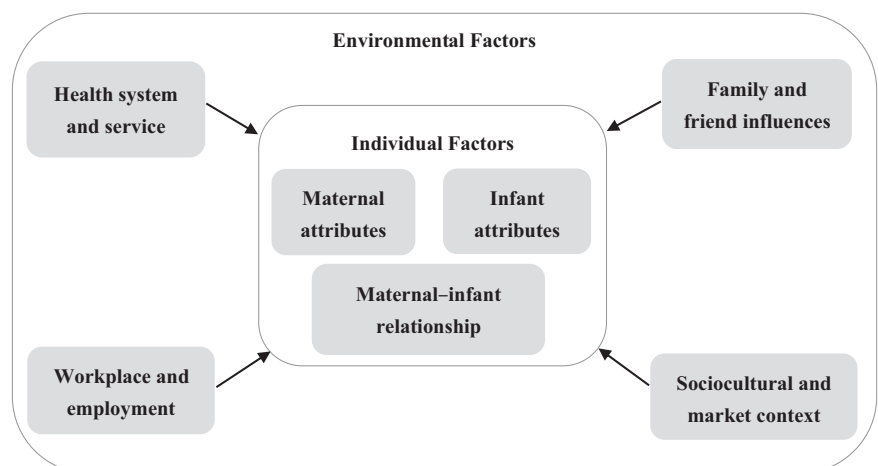 Environmental Factors
Health system
and service
Family and
friend influences
Individual Factors
Maternal
attributes
Infant
attributes
Maternal–infant
relationship
Workplace and
employment
Sociocultural and
market context